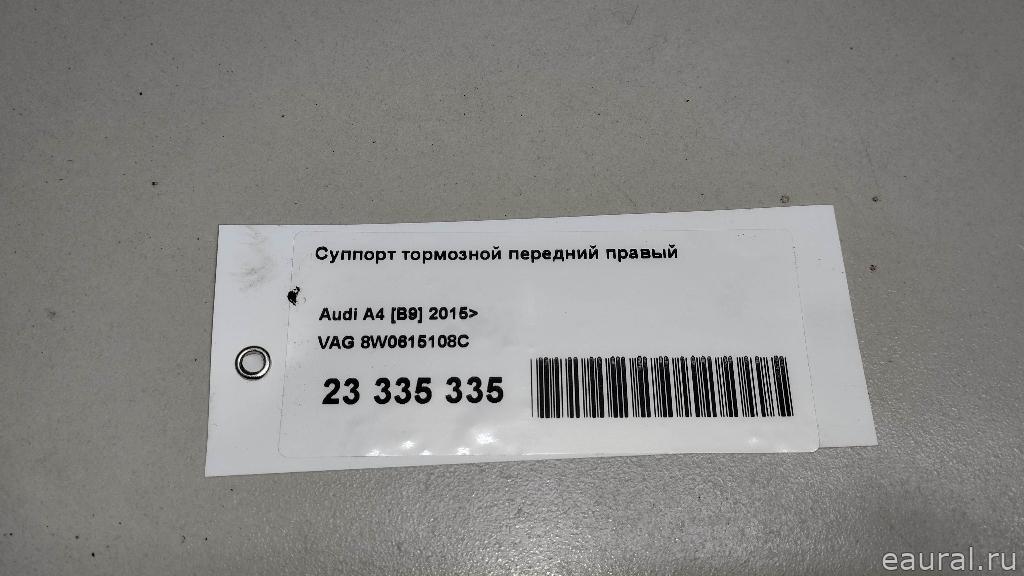 Суппорт тормозной передний правый
Audi A4 [B9] 2015>
VAG 8W0615108C
23 335 335
eaural.ru